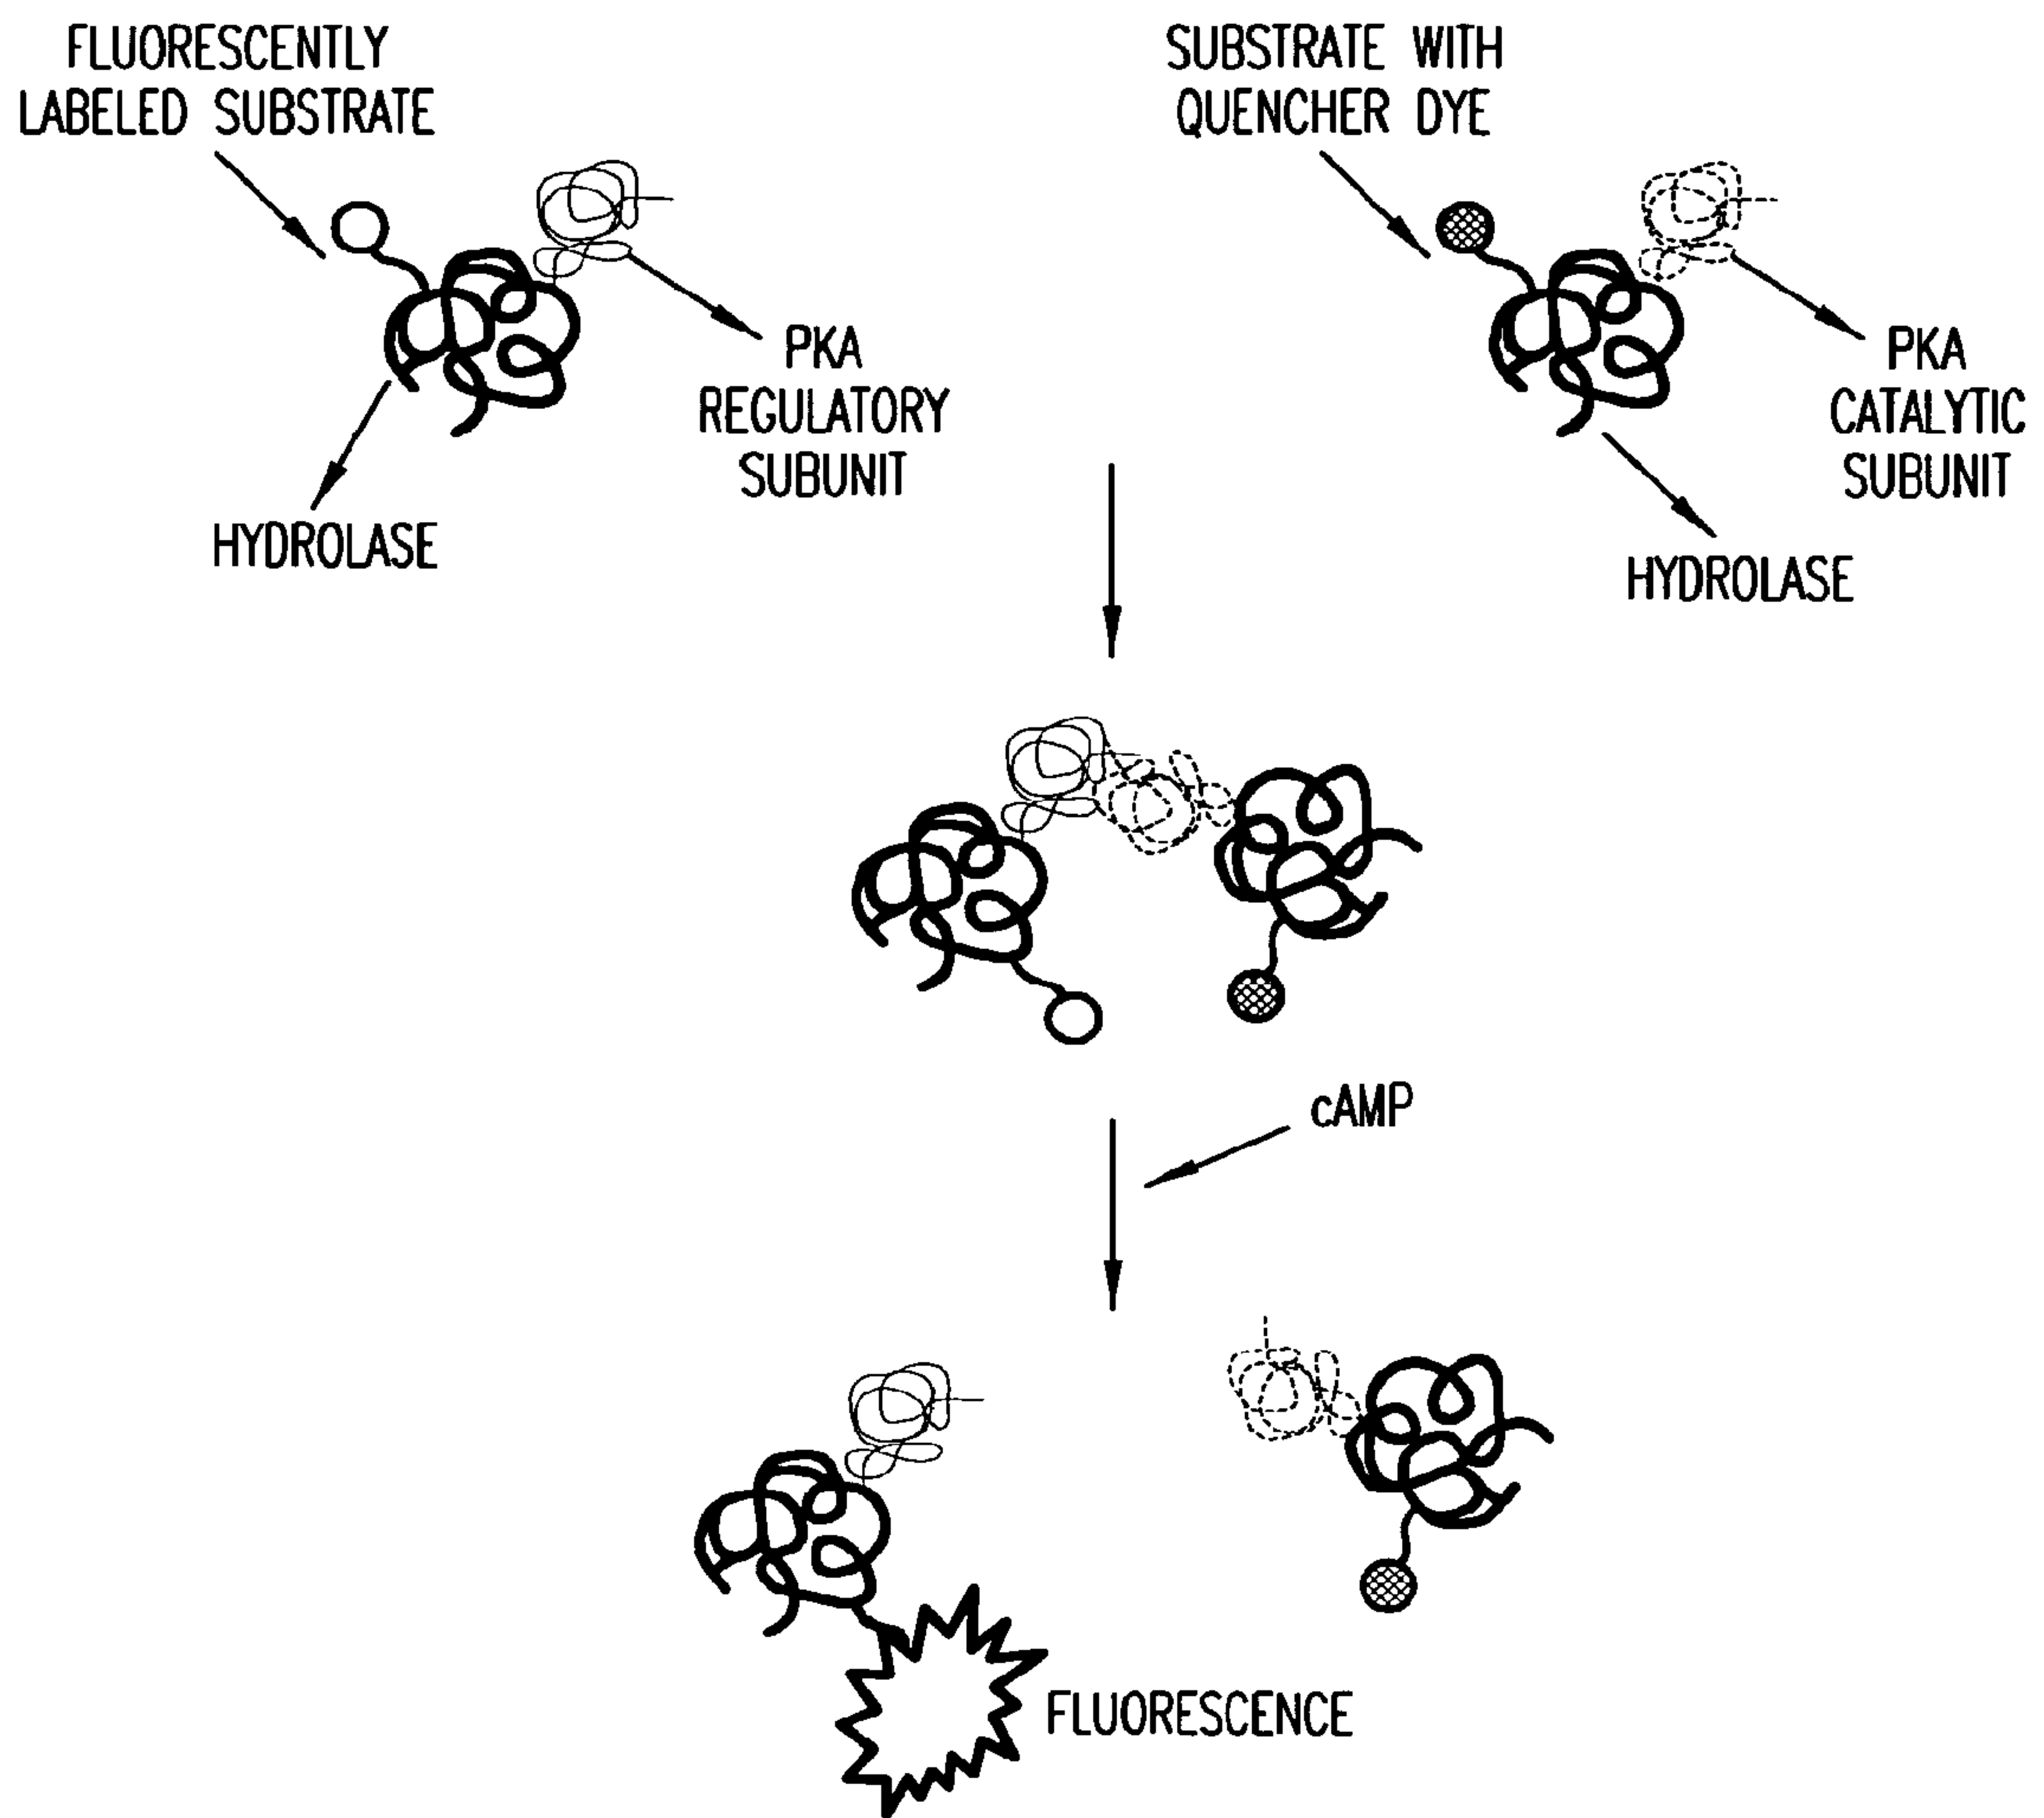 FLUORESCENTLY
LABELED SUBSTRATE
SUBSTRATE WITH
QUENCHER DYE
PKA
REGULATORY
SUBUNIT
HYDROLASE
PKA
CATALYTIC
SUBUNIT
HYDROLASE
cAMP
FLUORESCENCE